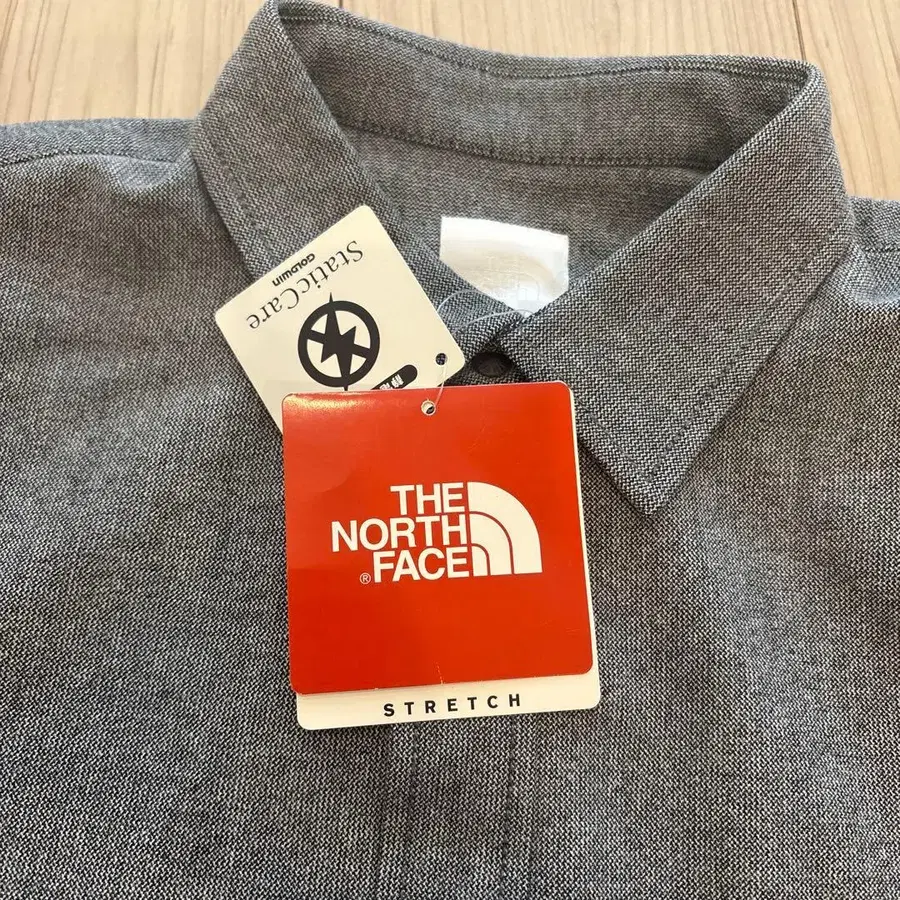 StaticCare
GOLDWIN
THE
NORTH
FACE
®
STRETCH